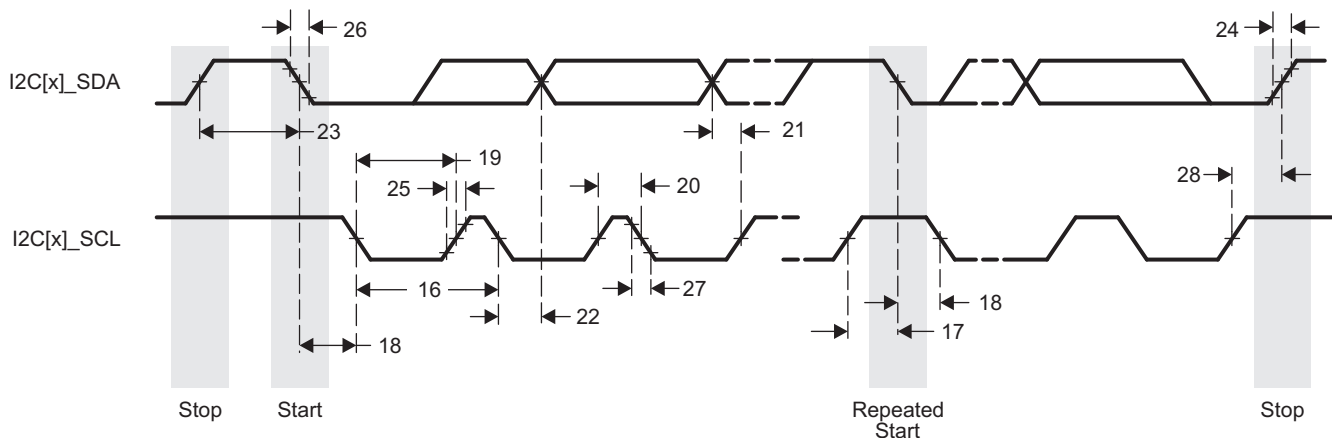 26
24
I2C[x]_SDA
23
21
19
25
20
28
I2C[x]_SCL
16
27
18
22
17
18
Stop
Start
Repeated
Start
Stop